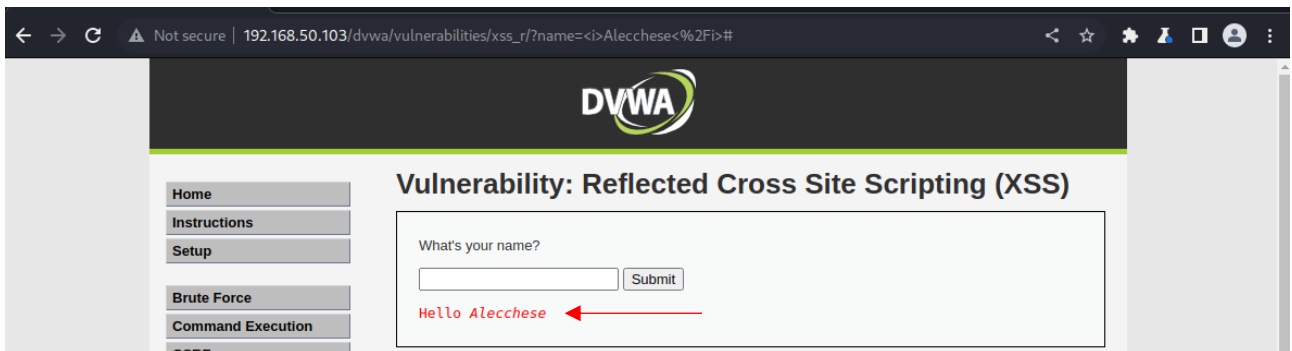 Not secure | 192.168.50.103/dvwa/vulnerabilities/xss_r/?name=<i>Alecchese<%2Fi>#
DVWA
Home
Instructions
Setup
Brute Force
Command Execution
Vulnerability: Reflected Cross Site Scripting (XSS)
What's your name?
Submit
Hello Alecchese